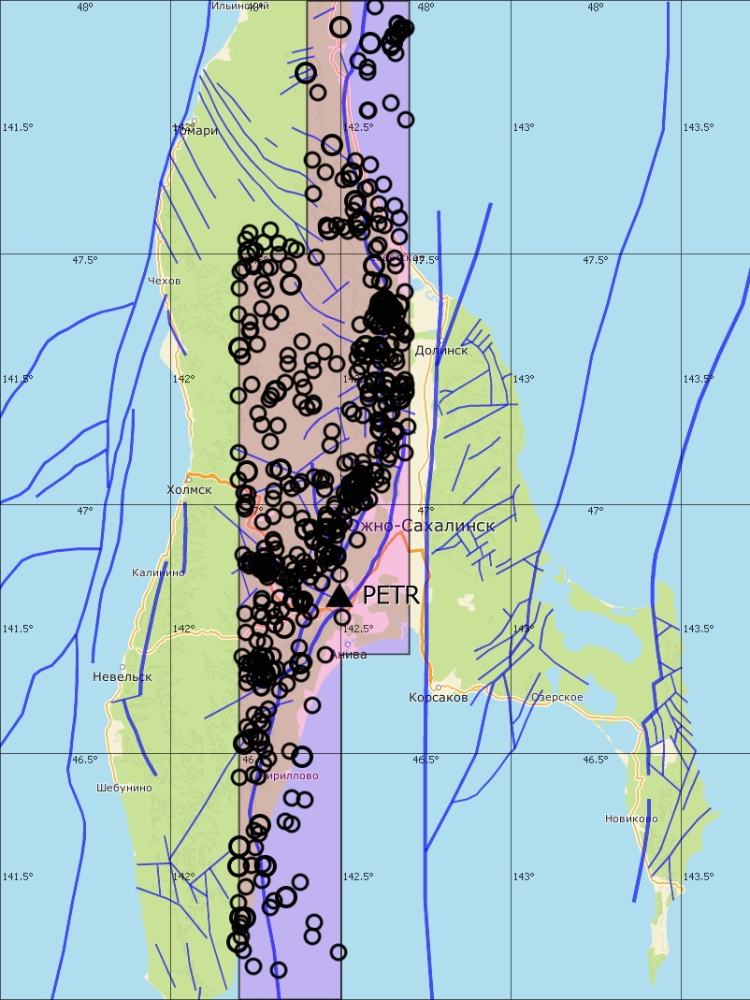 Ильинский
48°
48°
48°
141.5°
142°
142.5°
143°
143.5°
Томари
47.5°
47.5°
47.5°
Чехов
Долинск
141.5°
142°
143°
143.5°
Холмск
47°
47°
47°
Южно-Сахалинск
Калинино
PETR
141.5°
142°
142.5°
143°
143.5°
Анива
Невельск
Корсаков
Озерское
46.5°
46.5°
46.5°
Кириллово
Шебунино
Новиково
141.5°
142°
142.5°
143°
143.5°